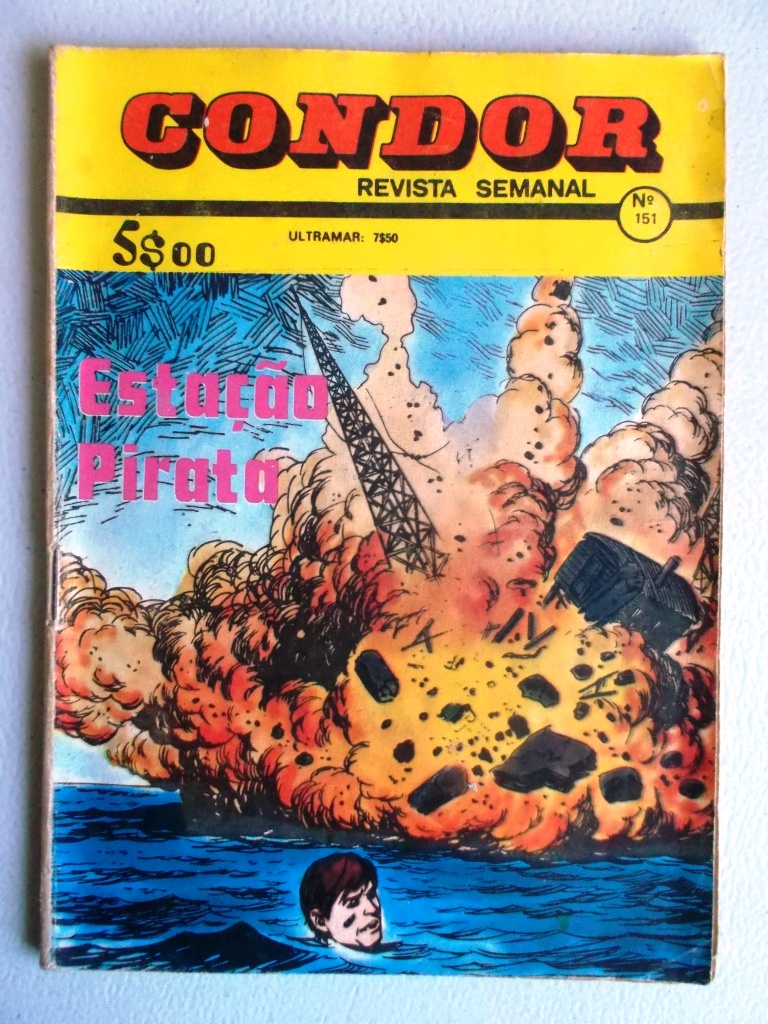 CONDOR
REVISTA SEMANAL
Nº
151
5$00
ULTRAMAR: 7$50
Estação
Pirata